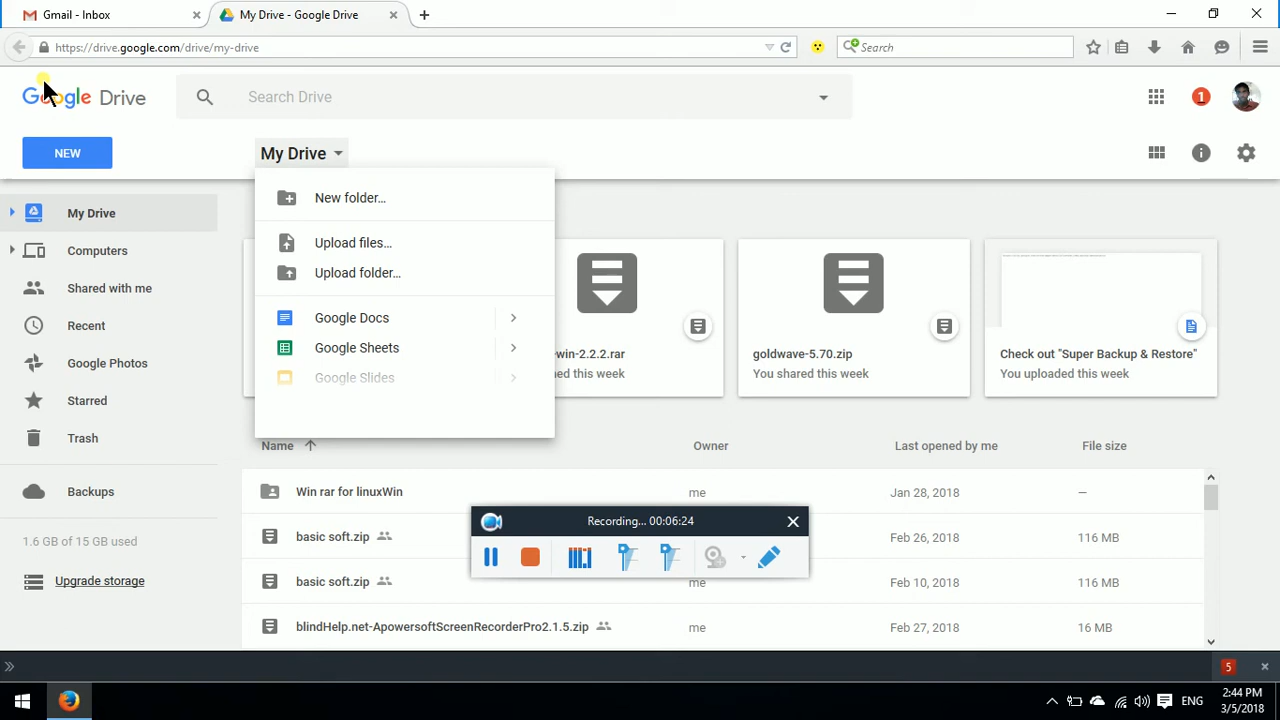 Gmail - Inbox
My Drive - Google Drive
https://drive.google.com/drive/my-drive
Search
Google Drive
Search Drive
1
NEW
My Drive
My Drive
Computers
Shared with me
Recent
Google Photos
Starred
Trash
Backups
1.6 GB of 15 GB used
Upgrade storage
New folder...
Upload files...
Upload folder...
Google Docs
Google Sheets
Google Slides
-win-2.2.2.rar
ed this week
goldwave-5.70.zip
You shared this week
Check out "Super Backup & Restore"
You uploaded this week
Name Owner Last opened by me File size
Win rar for linuxWin me Jan 28, 2018 —
Recording... 00:06:24
basic soft.zip Feb 26, 2018 116 MB
basic soft.zip me Feb 10, 2018 116 MB
blindHelp.net-ApowersoftScreenRecorderPro2.1.5.zip me Feb 27, 2018 16 MB
5
ENG
2:44 PM
3/5/2018